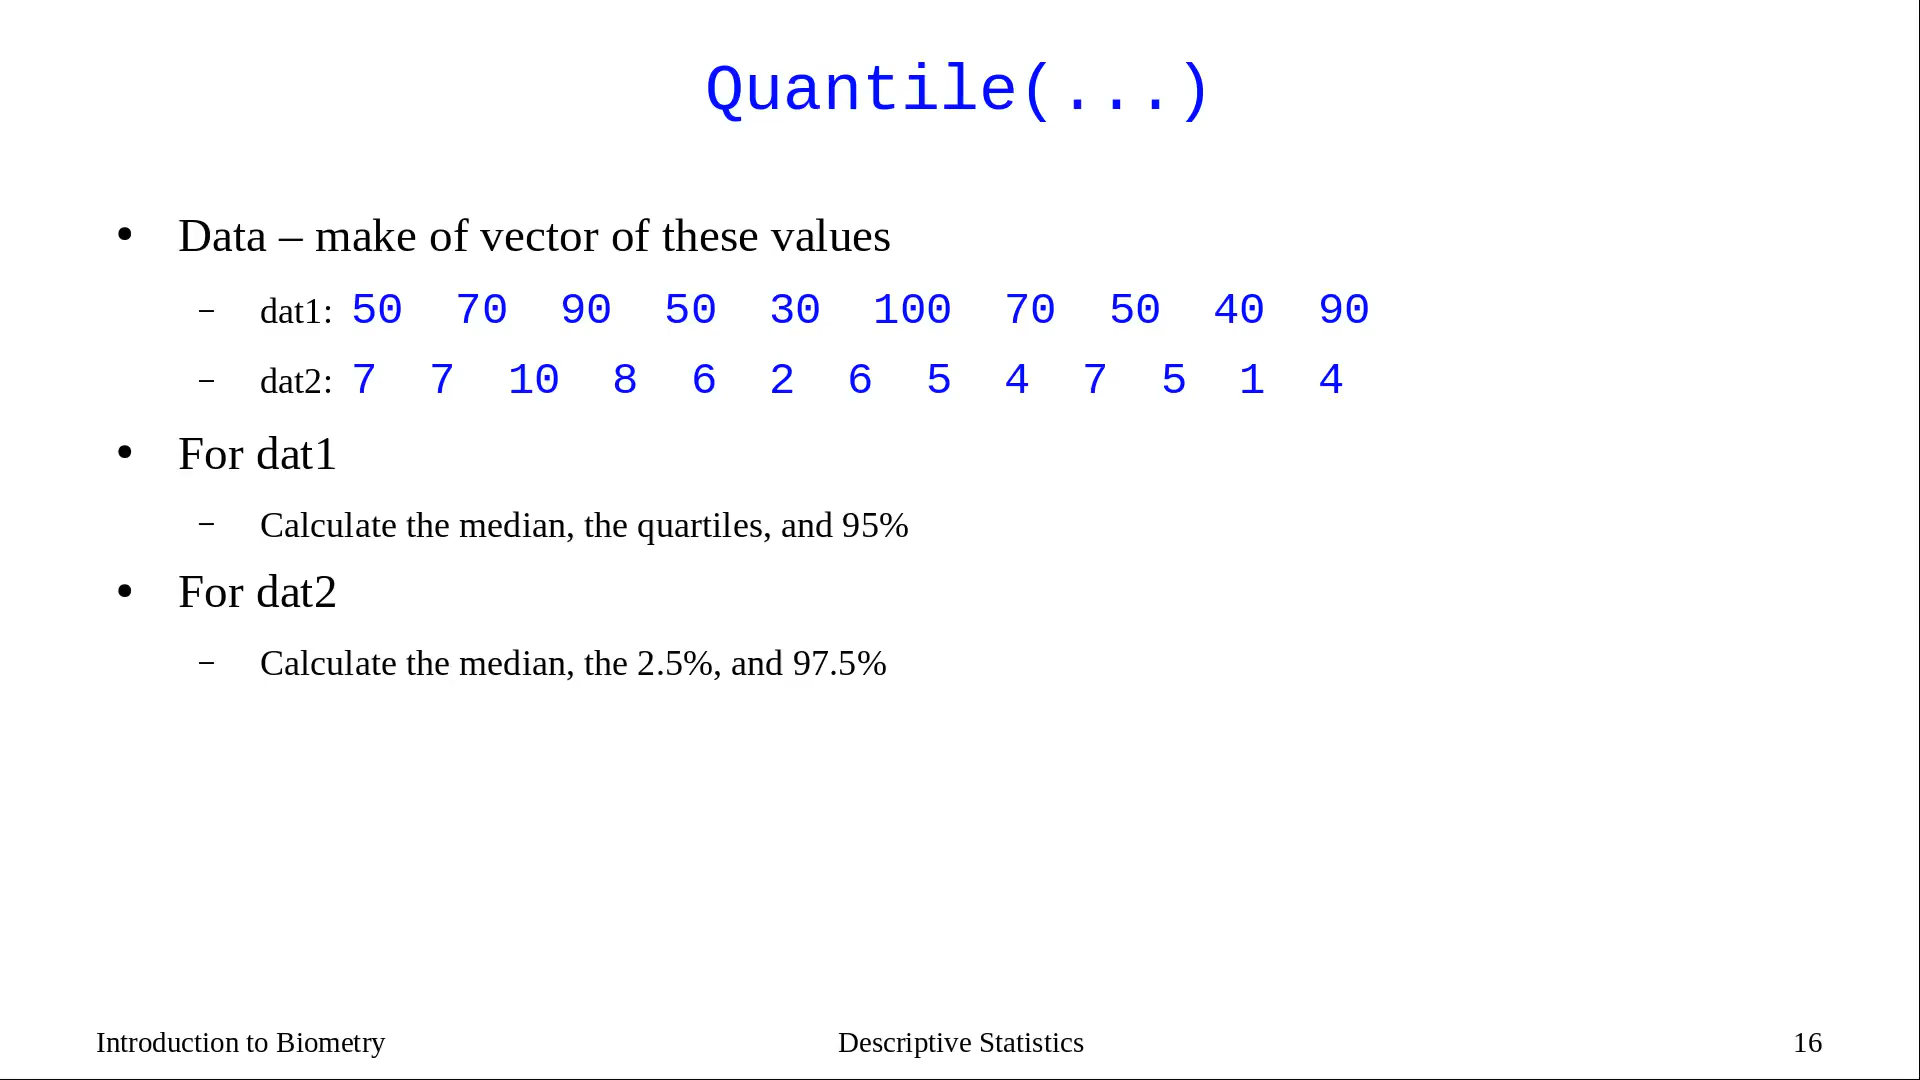 Quantile(...)
• Data – make of vector of these values
– dat1: 50 70 90 50 30 100 70 50 40 90
– dat2: 7 7 10 8 6 2 6 5 4 7 5 1 4
• For dat1
– Calculate the median, the quartiles, and 95%
• For dat2
– Calculate the median, the 2.5%, and 97.5%
Introduction to Biometry
Descriptive Statistics
16